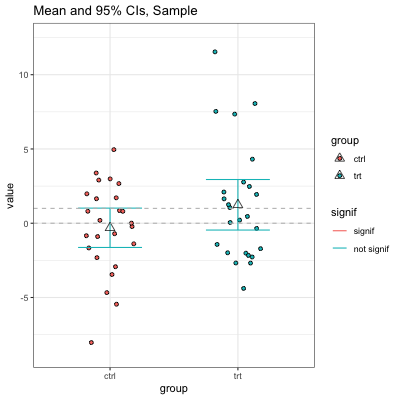 Mean and 95% CIs, Sample
10
5
0
-5
value
ctrl
trt
group
group
ctrl
trt
signif
signif
not signif